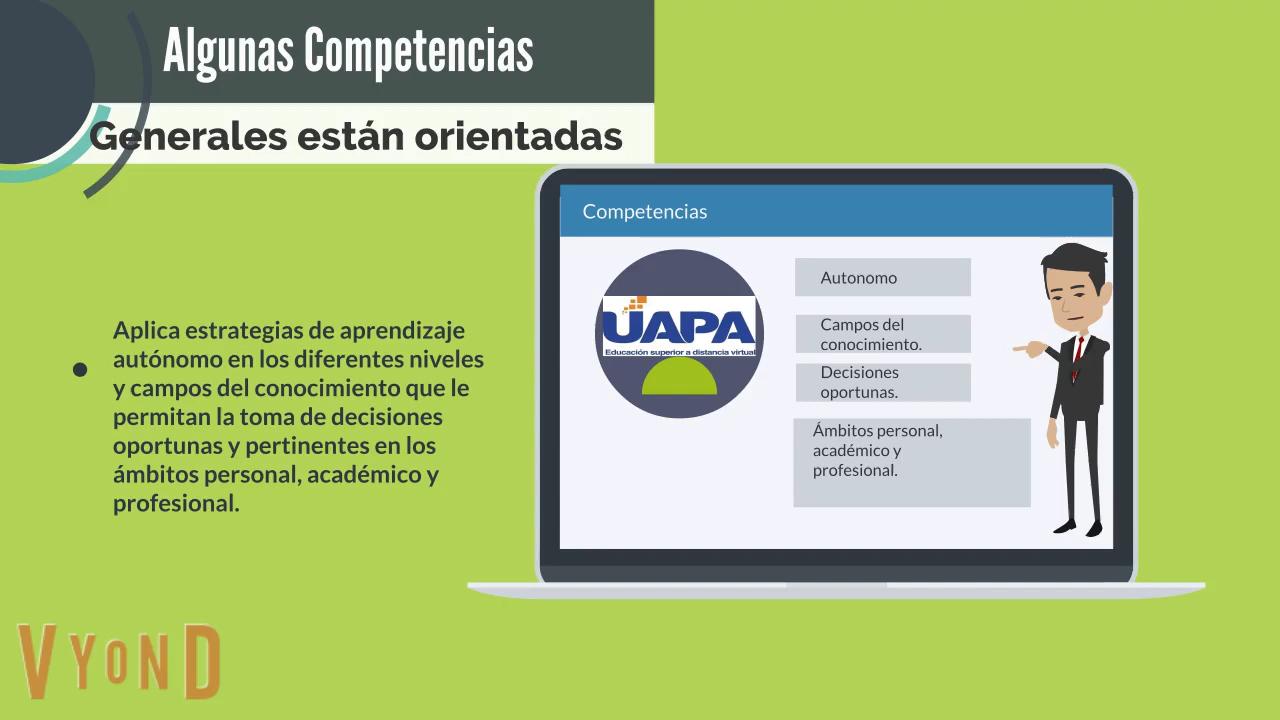 Algunas Competencias
Generales están orientadas
Aplica estrategias de aprendizaje
autónomo en los diferentes niveles
y campos del conocimiento que le
permitan la toma de decisiones
oportunas y pertinentes en los
ámbitos personal, académico y
profesional.
Competencias
UAPA
Educación superior a distancia virtual
Autonomo
Campos del
conocimiento.
Decisiones
oportunas.
Ámbitos personal,
académico y
profesional.
VYOND